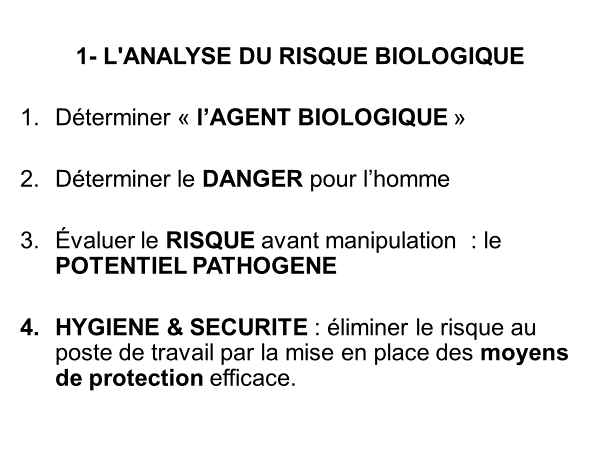 1- L'ANALYSE DU RISQUE BIOLOGIQUE
1. Déterminer « l’AGENT BIOLOGIQUE »
2. Déterminer le DANGER pour l’homme
3. Évaluer le RISQUE avant manipulation : le
POTENTIEL PATHOGENE
4. HYGIENE & SECURITE : éliminer le risque au
poste de travail par la mise en place des moyens
de protection efficace.